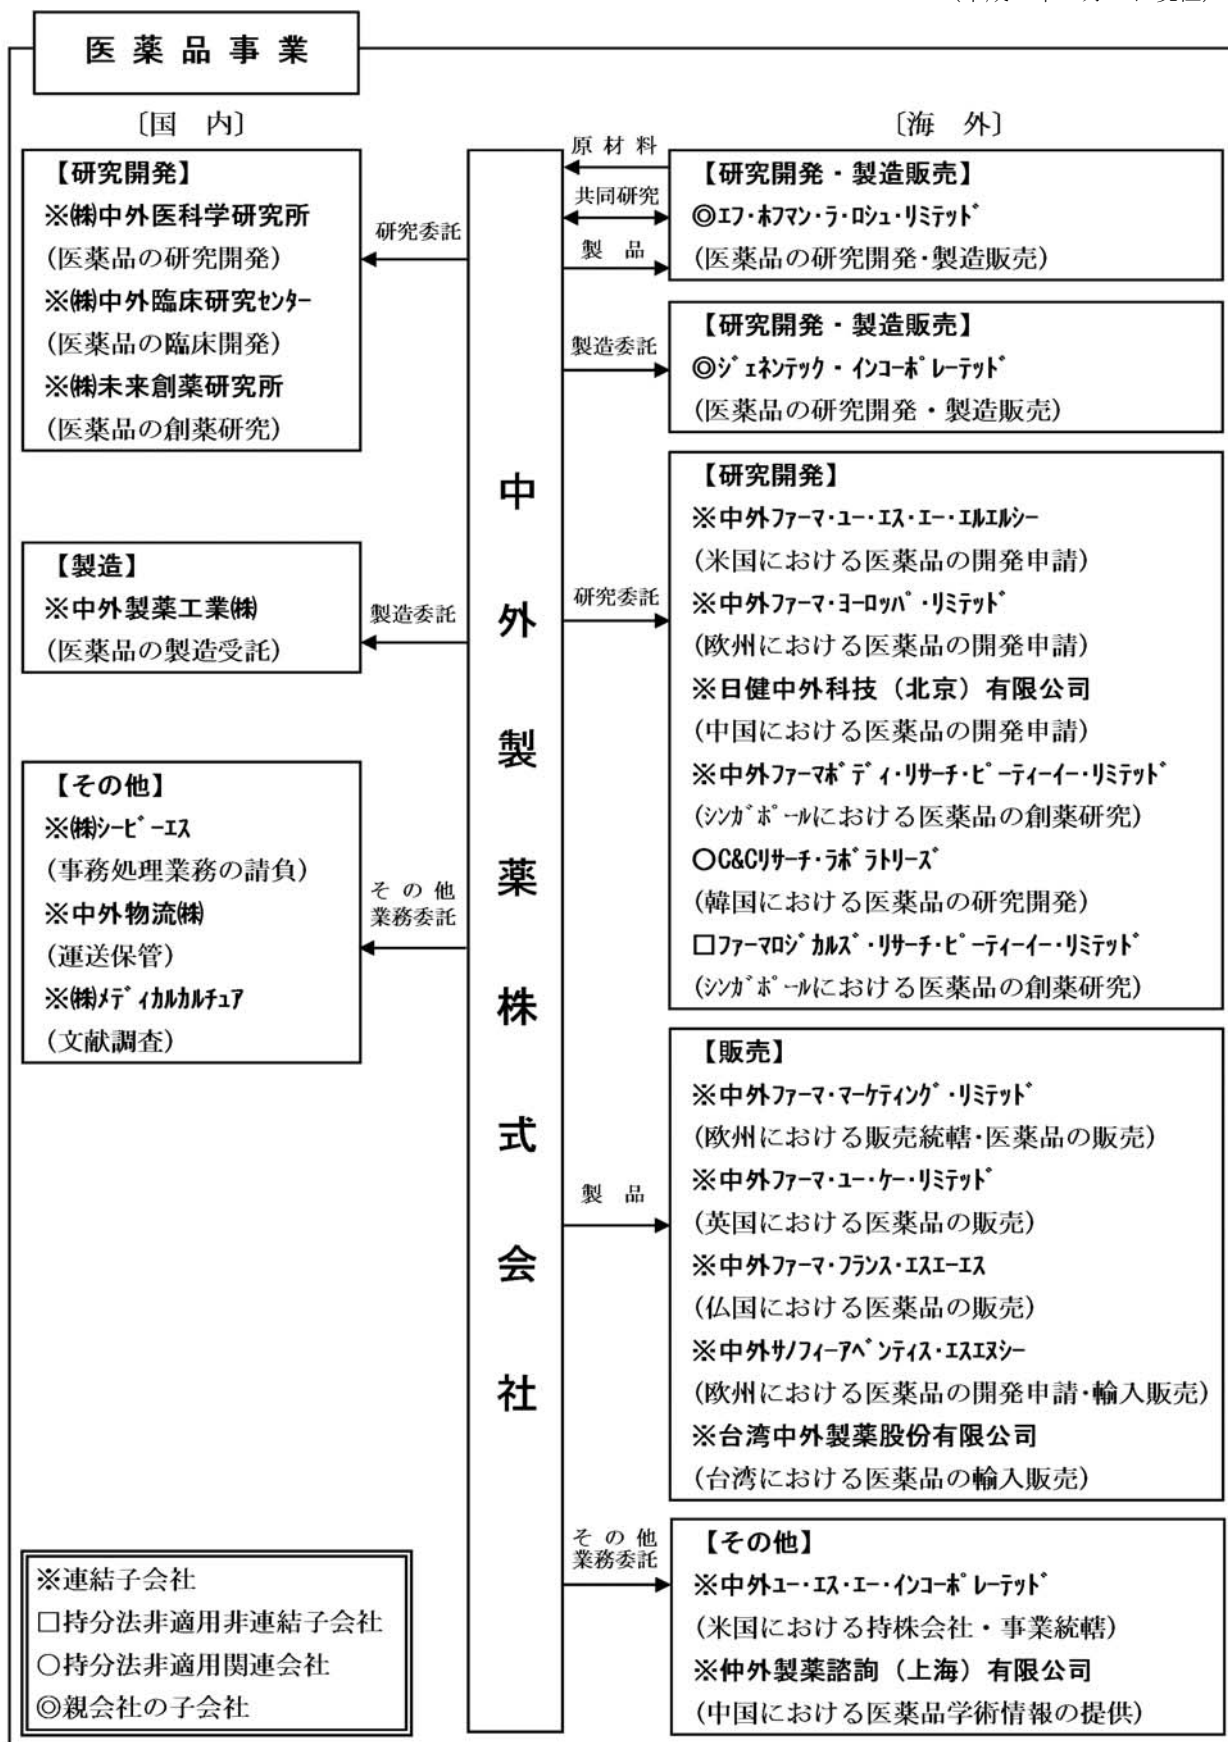 医薬品事業
〔国　内〕
【研究開発】
※㈱中外医科学研究所
(医薬品の研究開発)
※㈱中外臨床研究ｾﾝﾀｰ
(医薬品の臨床開発)
※㈱未来創薬研究所
(医薬品の創薬研究)
研究委託
【製造】
※中外製薬工業㈱
(医薬品の製造受託)
製造委託
【その他】
※㈱ｼｰﾋﾟｰｴｽ
(事務処理業務の請負)
※中外物流㈱
(運送保管)
※㈱ﾒﾃﾞｨｶﾙｶﾙﾁｭｱ
(文献調査)
その他
業務委託
中外製薬株式会社
〔海　外〕
原材料
共同研究
製　品
【研究開発・製造販売】
◎ｴﾌ･ﾎﾌﾏﾝ･ﾗ･ﾛｼｭ･ﾘﾐﾃｯﾄﾞ
(医薬品の研究開発･製造販売)
製造委託
【研究開発・製造販売】
◎ｼﾞｪﾈﾝﾃｯｸ・ｲﾝｺｰﾎﾟﾚｰﾃｯﾄﾞ
(医薬品の研究開発・製造販売)
研究委託
【研究開発】
※中外ﾌｧｰﾏ･ﾕｰ･ｴｽ･ｴｰ･ｴﾙｴﾙｼｰ
(米国における医薬品の開発申請)
※中外ﾌｧｰﾏ･ﾖｰﾛｯﾊﾟ･ﾘﾐﾃｯﾄﾞ
(欧州における医薬品の開発申請)
※日健中外科技（北京）有限公司
(中国における医薬品の開発申請)
※中外ﾌｧｰﾏﾎﾞﾃﾞｨ･ﾘｻｰﾁ･ﾋﾟｰﾃｨｰｲｰ･ﾘﾐﾃｯﾄﾞ
(ｼﾝｶﾞﾎﾟｰﾙにおける医薬品の創薬研究)
○C&Cﾘｻｰﾁ･ﾗﾎﾞﾗﾄﾘｰｽﾞ
(韓国における医薬品の研究開発)
□ﾌｧｰﾏﾛｼﾞｶﾙｽﾞ･ﾘｻｰﾁ･ﾋﾟｰﾃｨｰｲｰ･ﾘﾐﾃｯﾄﾞ
(ｼﾝｶﾞﾎﾟｰﾙにおける医薬品の創薬研究)
製　品
【販売】
※中外ﾌｧｰﾏ･ﾏｰｹﾃｨﾝｸﾞ･ﾘﾐﾃｯﾄﾞ
(欧州における販売統轄･医薬品の販売)
※中外ﾌｧｰﾏ･ﾕｰ･ｹｰ･ﾘﾐﾃｯﾄﾞ
(英国における医薬品の販売)
※中外ﾌｧｰﾏ･ﾌﾗﾝｽ･ｴｽｴｰｴｽ
(仏国における医薬品の販売)
※中外ｻﾉﾌｨｰｱﾍﾞﾝﾃｨｽ･ｴｽｴﾇｼｰ
(欧州における医薬品の開発申請･輸入販売)
※台湾中外製薬股份有限公司
(台湾における医薬品の輸入販売)
その他
業務委託
【その他】
※中外ﾕｰ･ｴｽ･ｴｰ･ｲﾝｺｰﾎﾟﾚｰﾃｯﾄﾞ
(米国における持株会社・事業統轄)
※仲外製薬諮詢（上海）有限公司
(中国における医薬品学術情報の提供)
※連結子会社
□持分法非適用非連結子会社
○持分法非適用関連会社
◎親会社の子会社